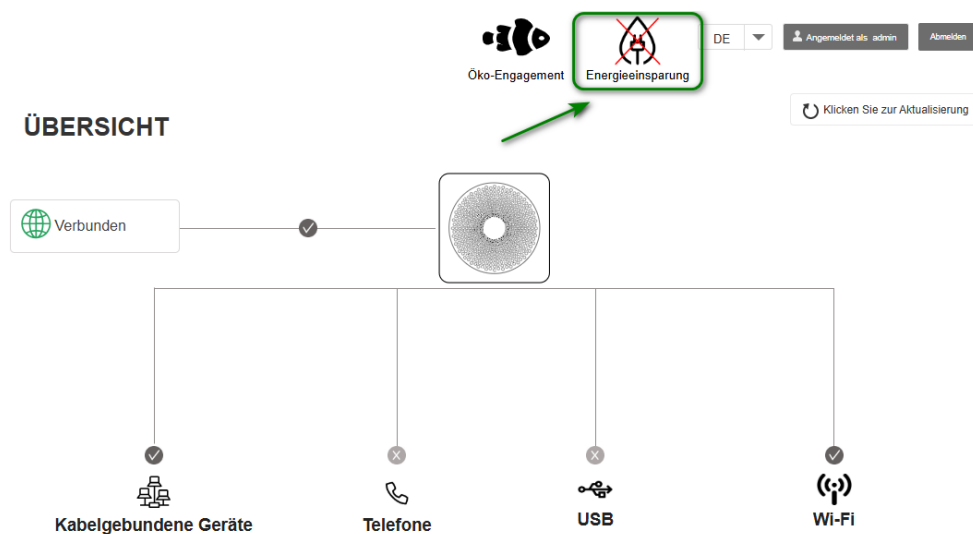 DE
Angemeldet als admin
Abmelden
Öko-Engagement
Energieeinsparung
ÜBERSICHT
Klicken Sie zur Aktualisierung
Verbunden
Kabelgebundene Geräte
Telefone
USB
Wi-Fi